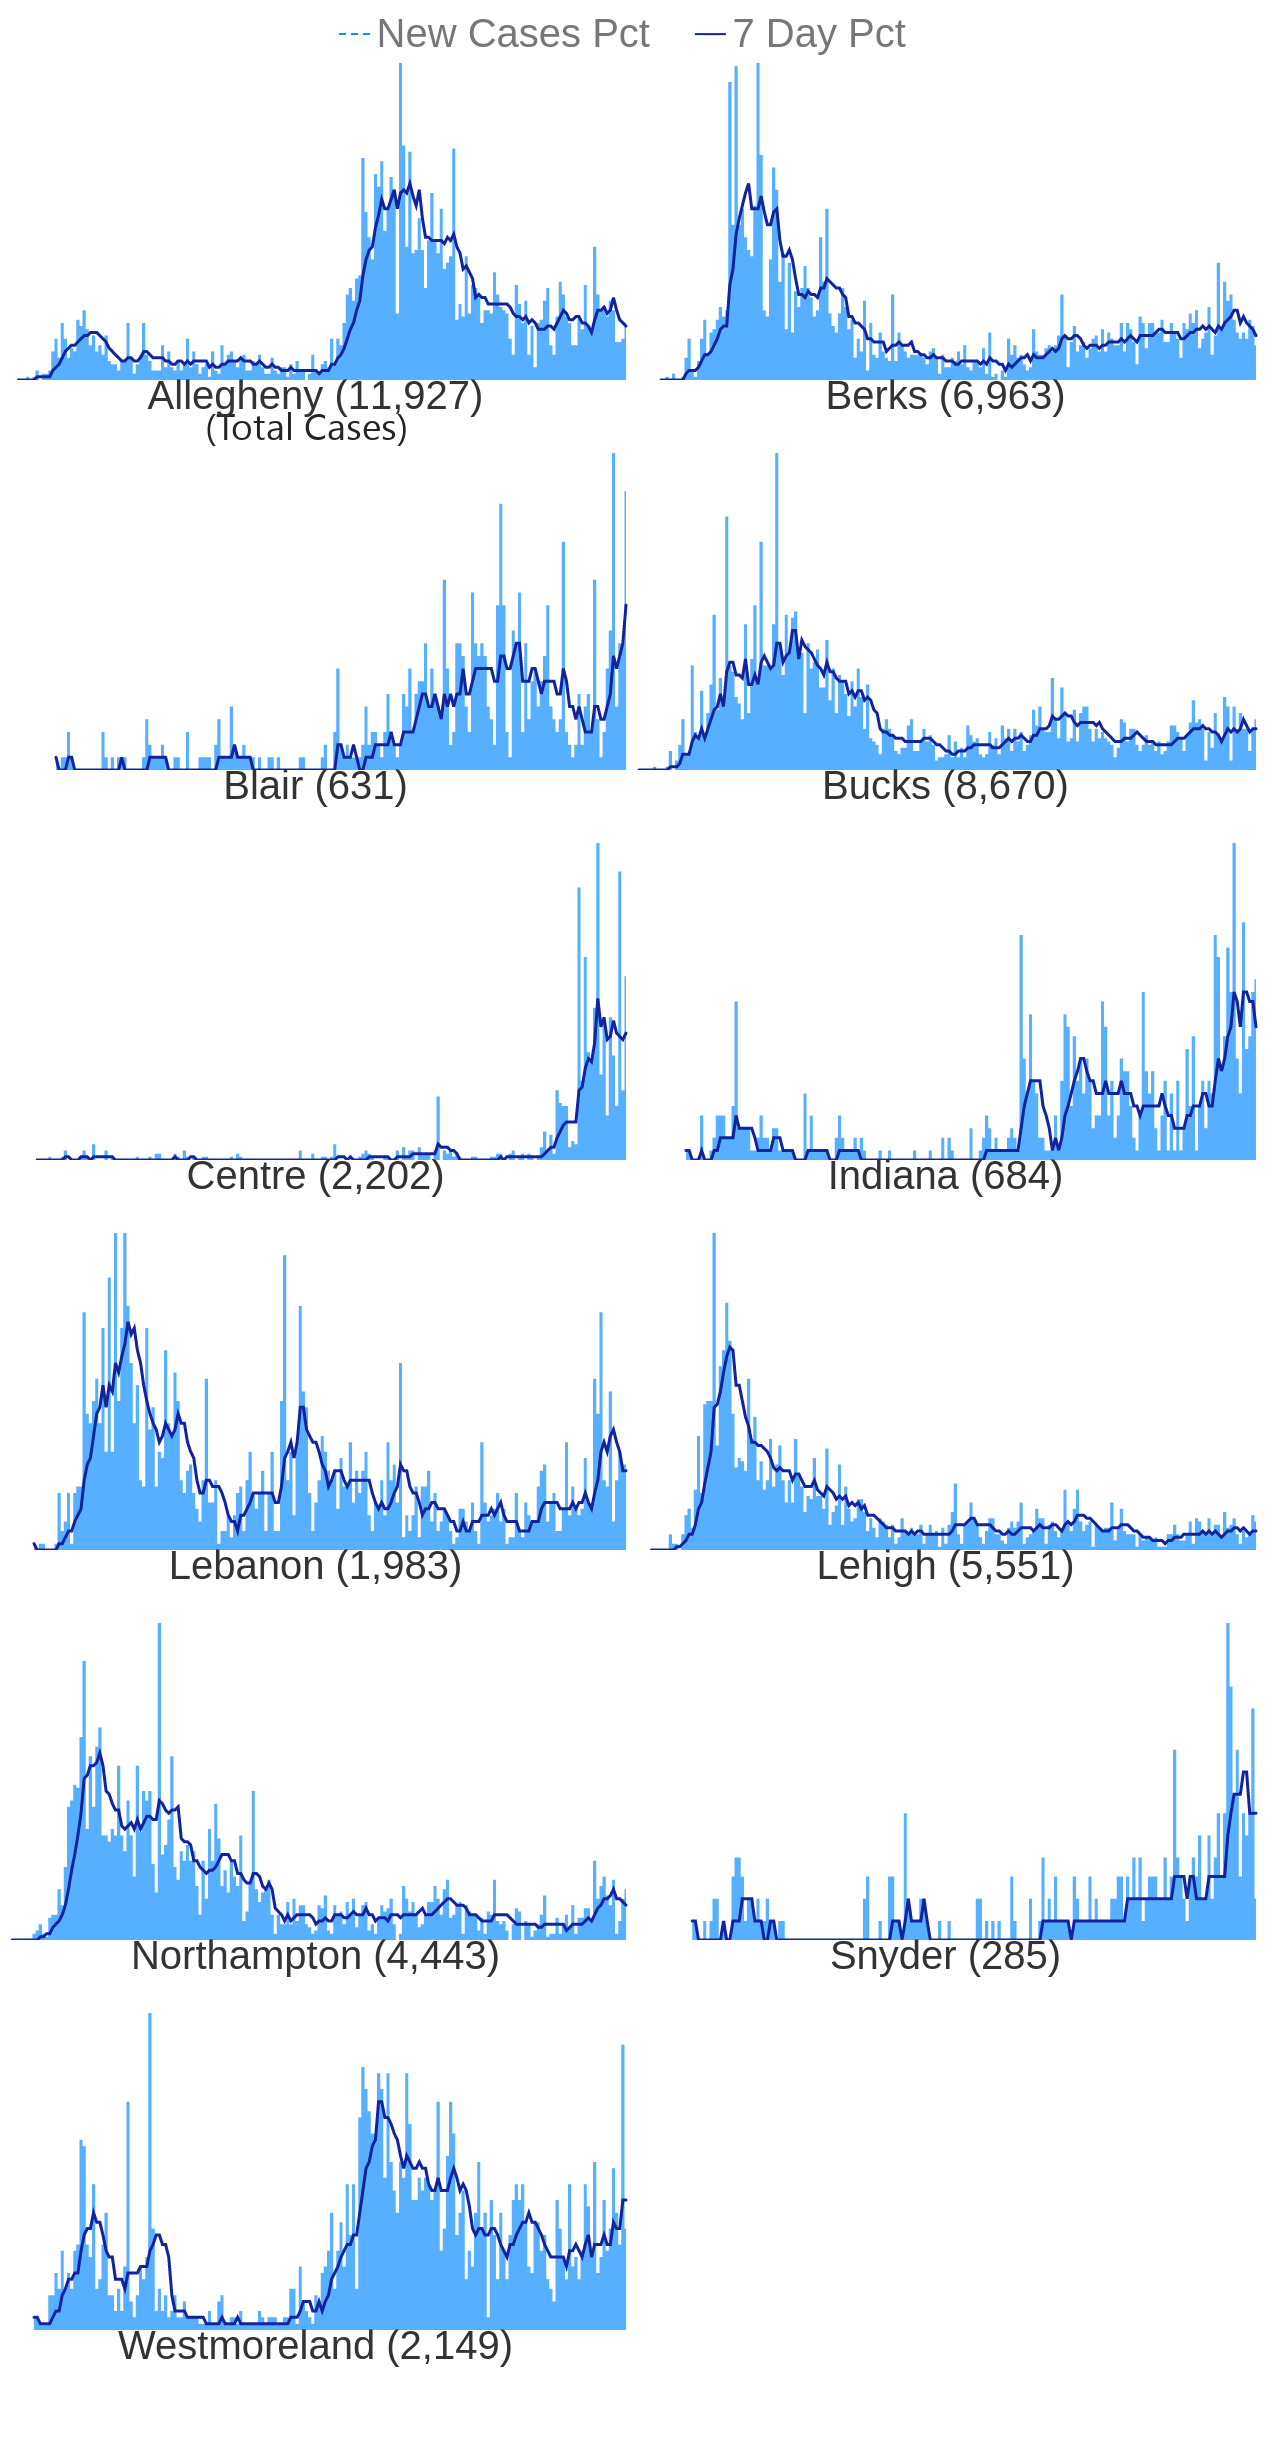 New Cases Pct 7 Day Pct
Allegheny (11,927) Berks (6,963)
(Total Cases)
Blair (631) Bucks (8,670)
Centre (2,202) Indiana (684)
Lebanon (1,983) Lehigh (5,551)
Northampton (4,443) Snyder (285)
Westmoreland (2,149)